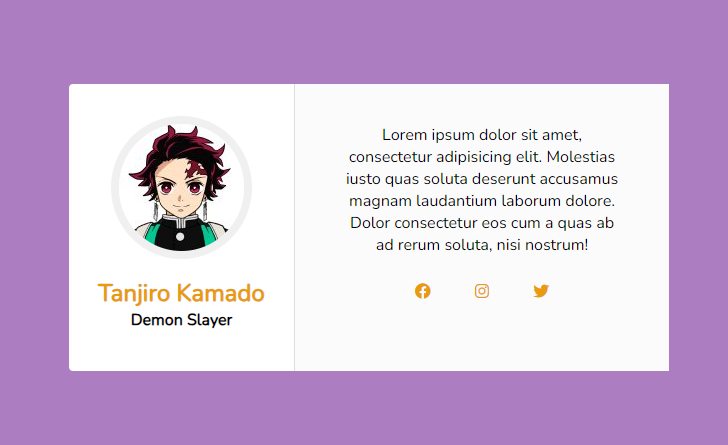 Tanjiro Kamado
Demon Slayer
Lorem ipsum dolor sit amet,
consectetur adipisicing elit. Molestias
iusto quas soluta deserunt accusamus
magnam laudantium laborum dolore.
Dolor consectetur eos cum a quas ab
ad rerum soluta, nisi nostrum!